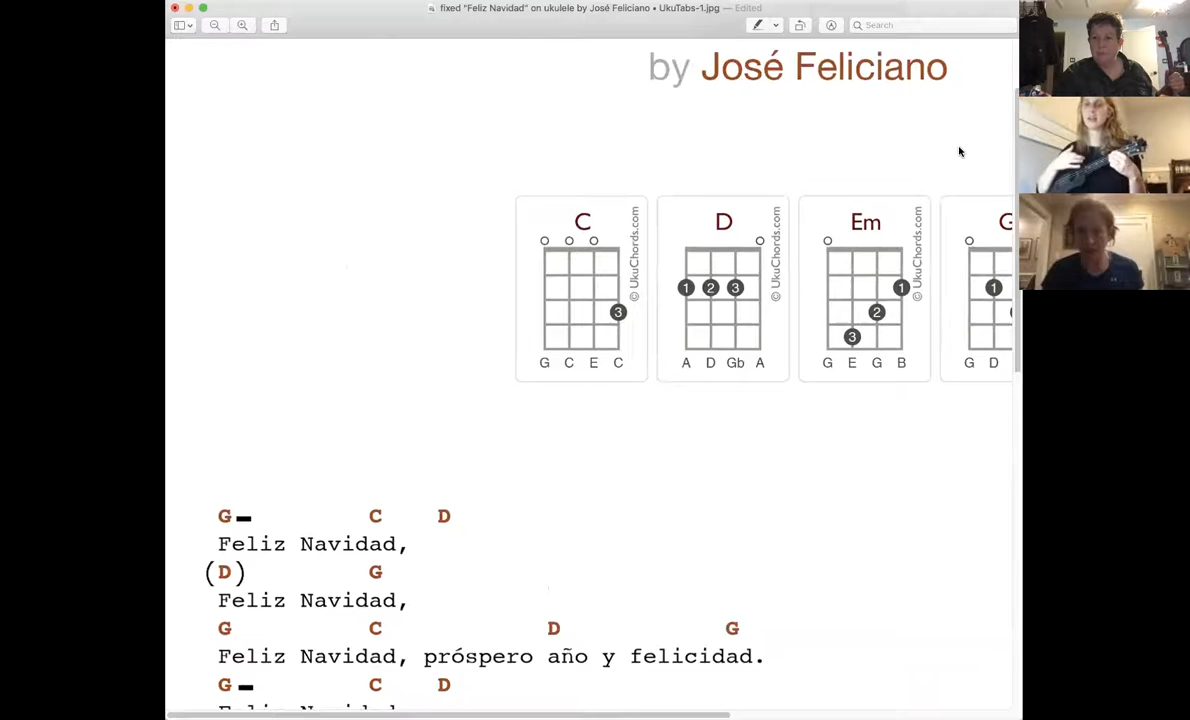 fixed "Feliz Navidad" on ukulele by José Feliciano • UkuTabs-1.jpg — Edited
Search
by José Feliciano
C
© UkuChords.com
3
G C E C
D
© UkuChords.com
1 2 3
A D Gb A
Em
© UkuChords.com
1
2
3
G E G B
G
1
G D
G- C D
Feliz Navidad,
(D) G
Feliz Navidad,
G C D G
Feliz Navidad, próspero año y felicidad.
G- C D